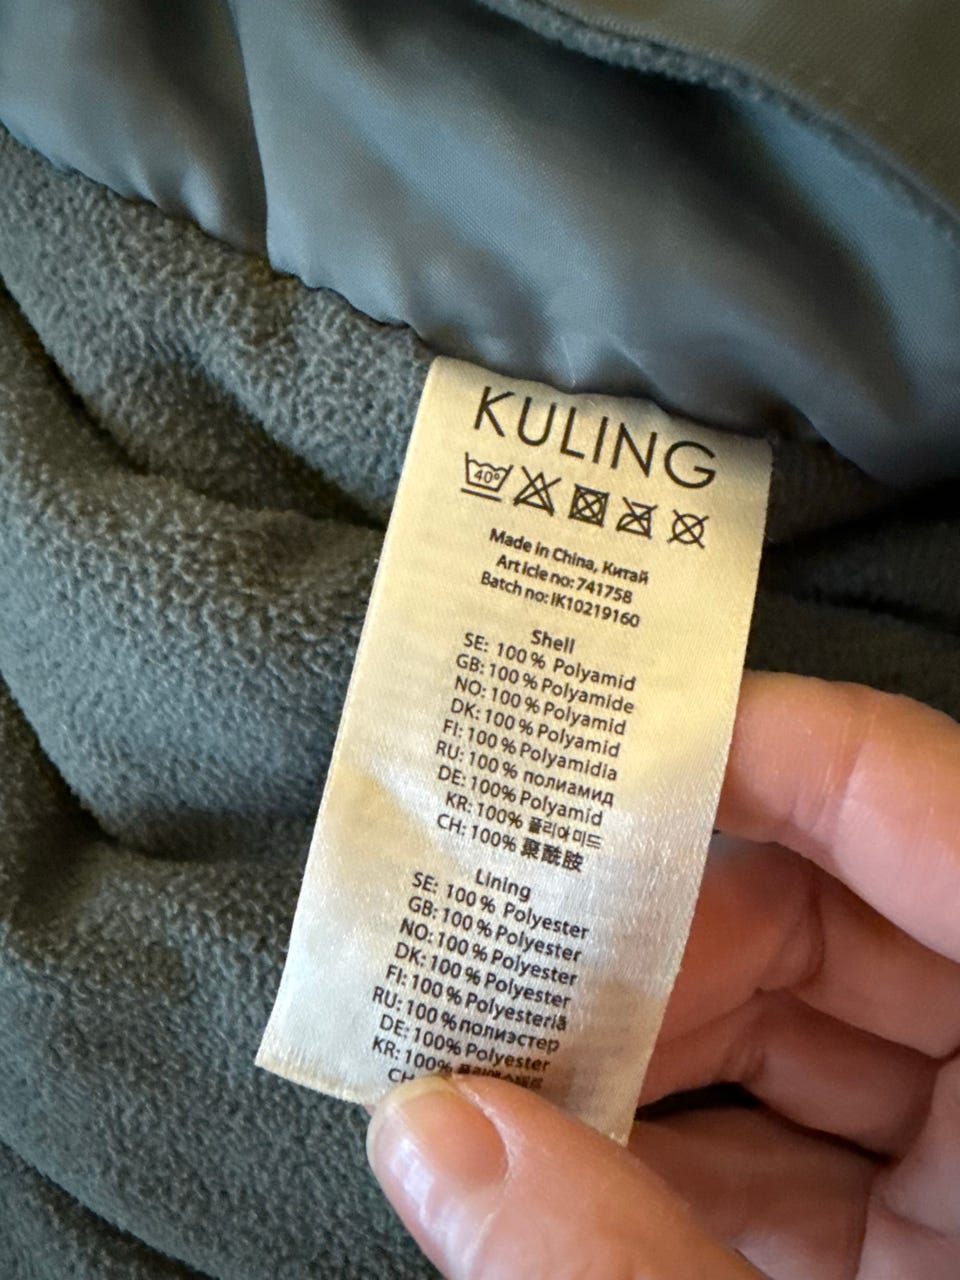 KULING
40°
Made in China, Китай
Article no: 741758
Batch no: IK10219160
Shell
SE: 100 % Polyamid
GB: 100 % Polyamide
NO: 100 % Polyamid
DK: 100 % Polyamid
FI: 100 % Polyamidia
RU: 100 % полиамид
DE: 100% Polyamid
KR: 100% 폴리아미드
CH: 100% 聚酰胺
Lining
SE: 100 % Polyester
GB: 100 % Polyester
NO: 100 % Polyester
DK: 100 % Polyester
FI: 100 % Polyesteriä
RU: 100 % полиэстер
DE: 100% Polyester
KR: 100%
CH